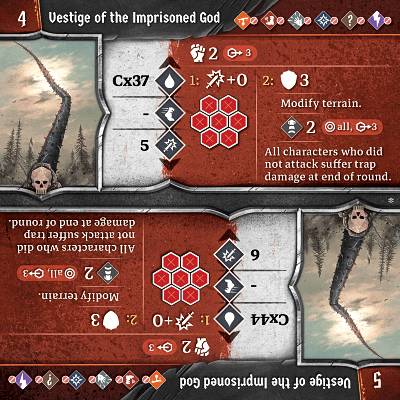 4 Vestige of the Imprisoned God
2 3
Cx37
-
5
1: +0
2: 3
Modify terrain.
2 all, 3
All characters who did
not attack suffer trap
damage at end of round.
5 Vestige of the Imprisoned God
2 3
Cx44
-
6
1: +0
2: 3
Modify terrain.
2 all, 3
All characters who did
not attack suffer trap
damage at end of round.